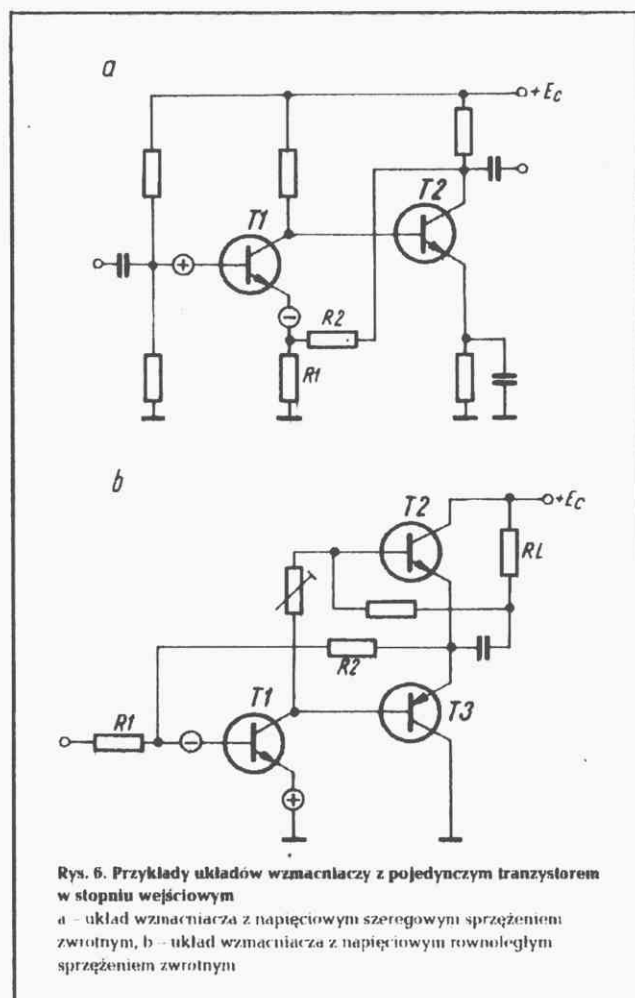 a
+Ec
T1
T2
R2
R1
b
T2
+Ec
RL
R2
R1
T1
T3
Rys. 6. Przykłady układów wzmacniaczy z pojedynczym tranzystorem
w stopniu wejściowym
a – układ wzmacniacza z napięciowym szeregowym sprzężeniem
zwrotnym, b – układ wzmacniacza z napięciowym równoległym
sprzężeniem zwrotnym